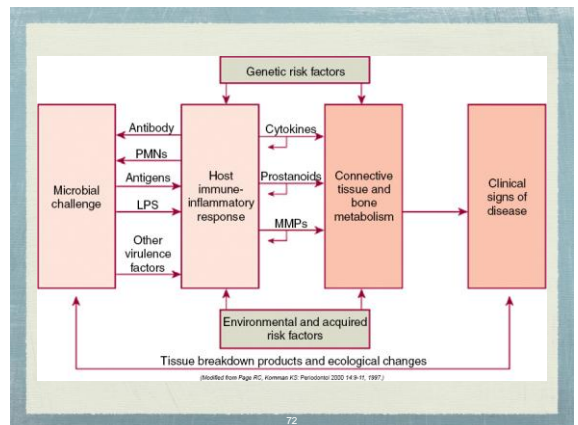 Genetic risk factors
Antibody
PMNs
Antigens
LPS
Other
virulence
factors
Microbial
challenge
Host
immune-
inflammatory
response
Cytokines
Prostanoids
MMPs
Connective
tissue and
bone
metabolism
Clinical
signs of
disease
Environmental and acquired
risk factors
Tissue breakdown products and ecological changes
(Modified from Page RC, Kornman KS: Periodontol 2000 14:9-11, 1997.)
72